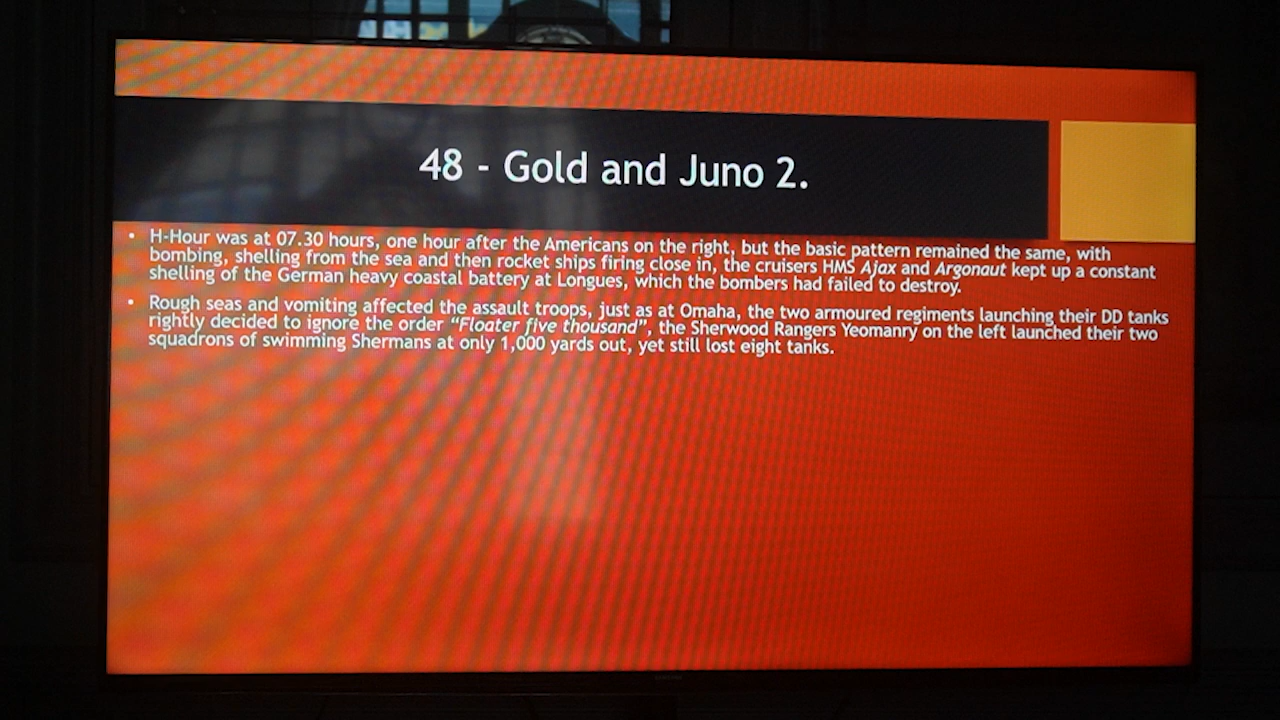 48 - Gold and Juno 2.
• H-Hour was at 07.30 hours, one hour after the Americans on the right, but the basic pattern remained the same, with
bombing, shelling from the sea and then rocket ships firing close in, the cruisers HMS Ajax and Argonaut kept up a constant
shelling of the German heavy coastal battery at Longues, which the bombers had failed to destroy.
• Rough seas and vomiting affected the assault troops, just as at Omaha, the two armoured regiments launching their DD tanks
rightly decided to ignore the order “Floater five thousand”, the Sherwood Rangers Yeomanry on the left launched their two
squadrons of swimming Shermans at only 1,000 yards out, yet still lost eight tanks.